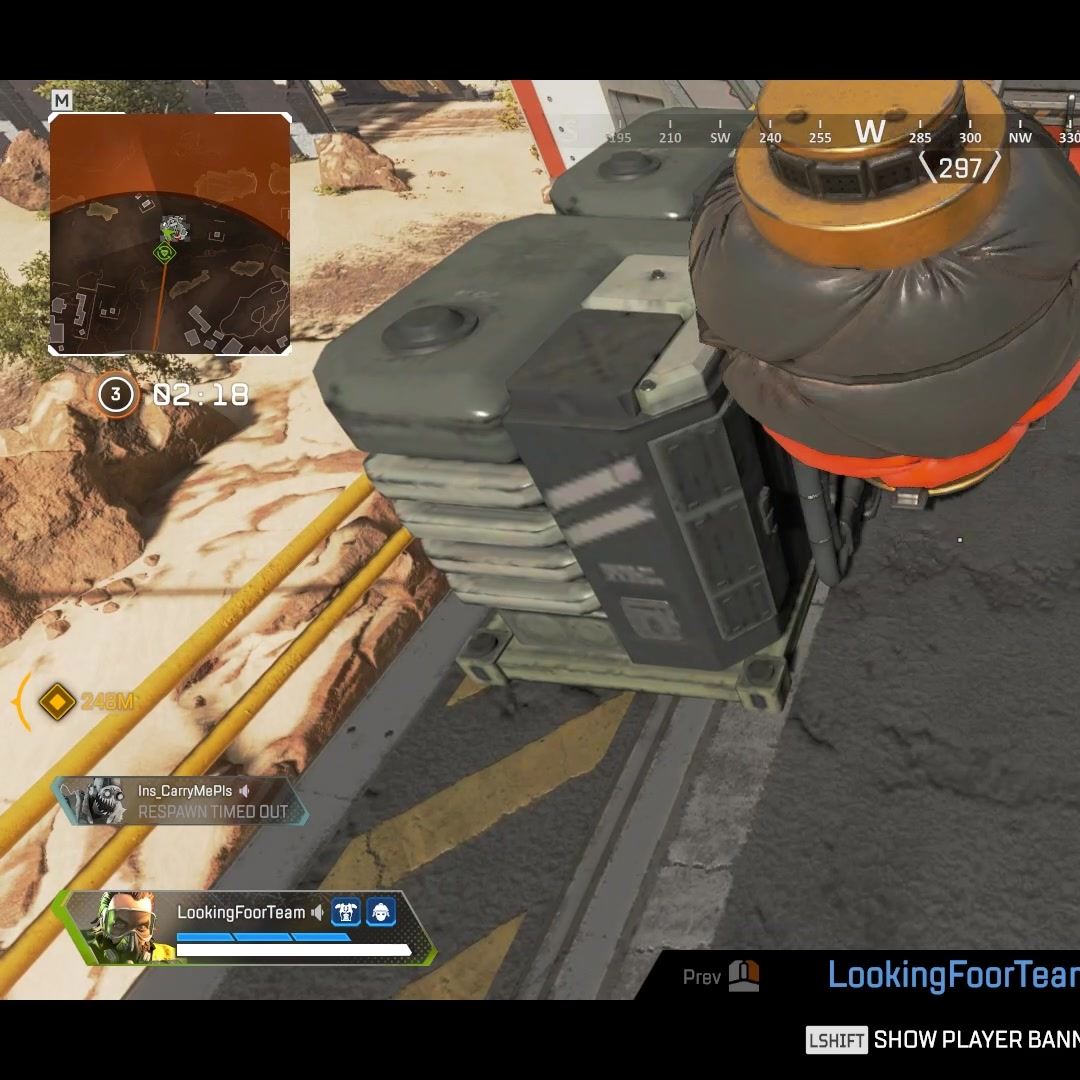 M
195 210 SW 240 255 W 285 300 NW 330
297
3 02:18
248M
Ins_CarryMePls
RESPAWN TIMED OUT
LookingFoorTeam
Prev LookingFoorTeam
LSHIFT SHOW PLAYER BANN